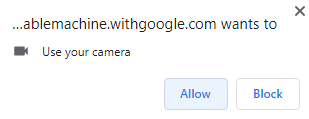 ...ablemachine.withgoogle.com wants to
Use your camera
Allow Block